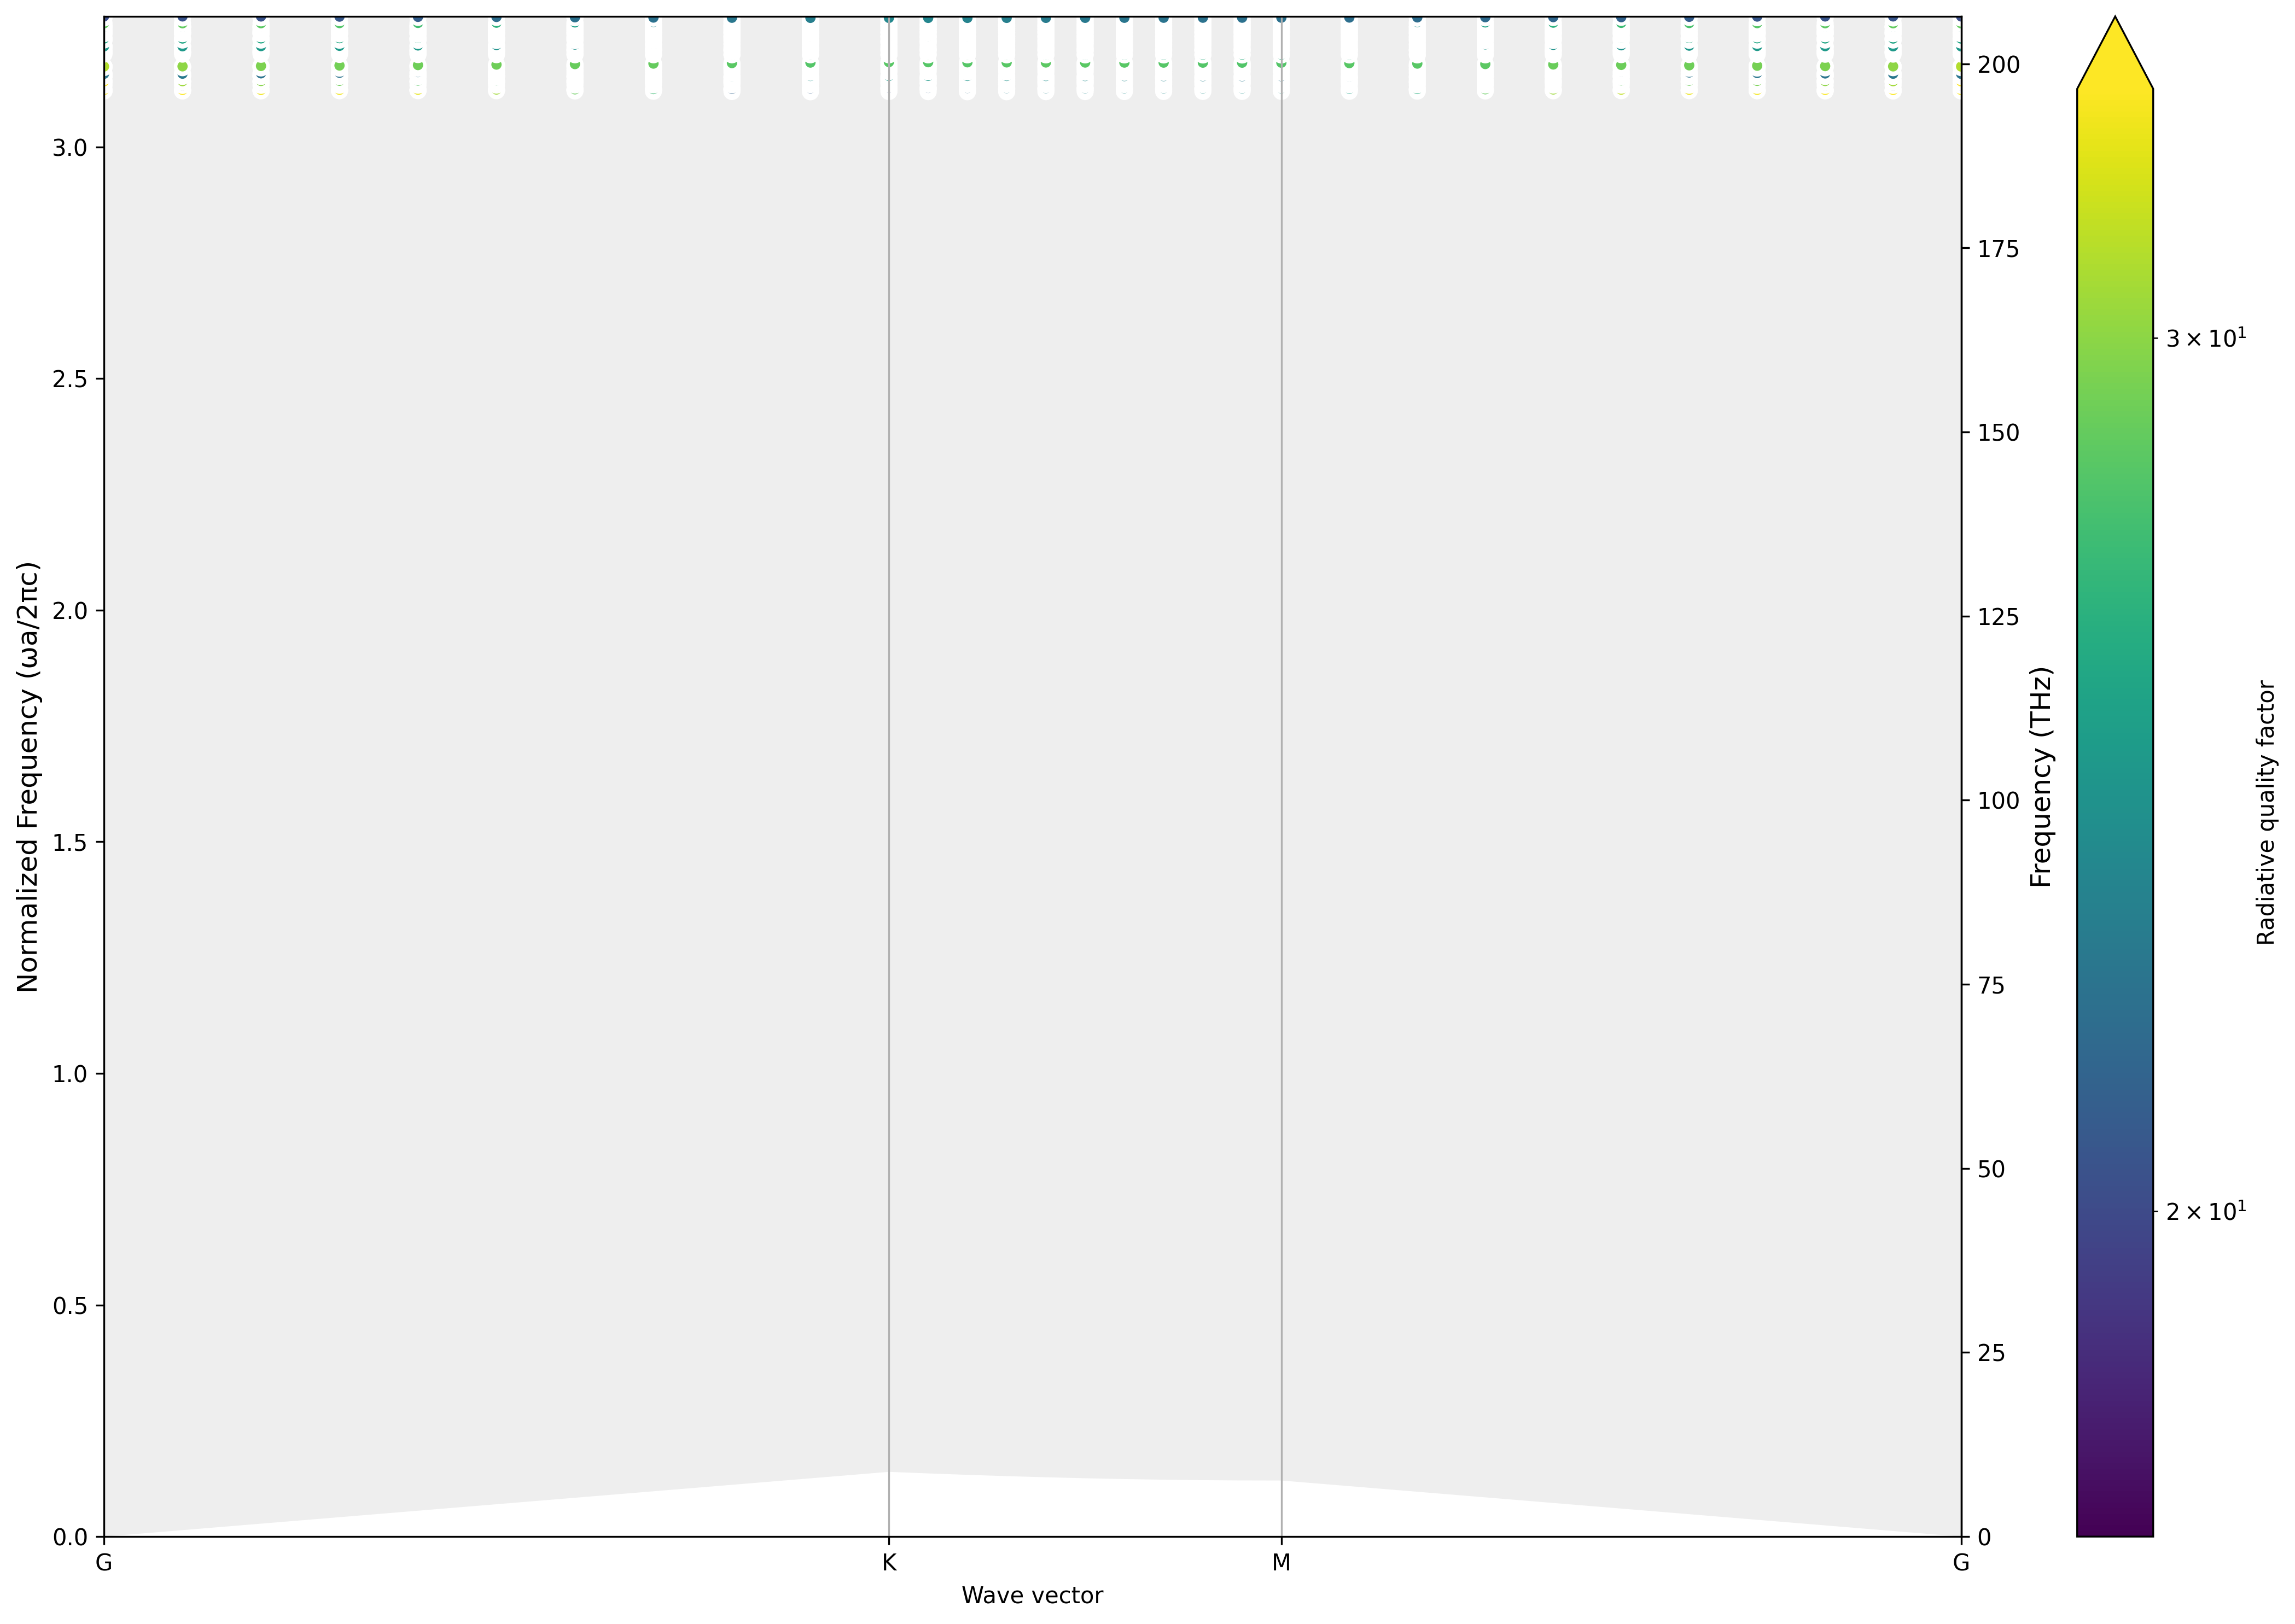 Normalized Frequency (ωa/2πc)
3.0
2.5
2.0
1.5
1.0
0.5
0.0
G
K
M
G
Wave vector
200
175
150
125
100
75
50
25
0
Frequency (THz)
3 × 10¹
2 × 10¹
Radiative quality factor